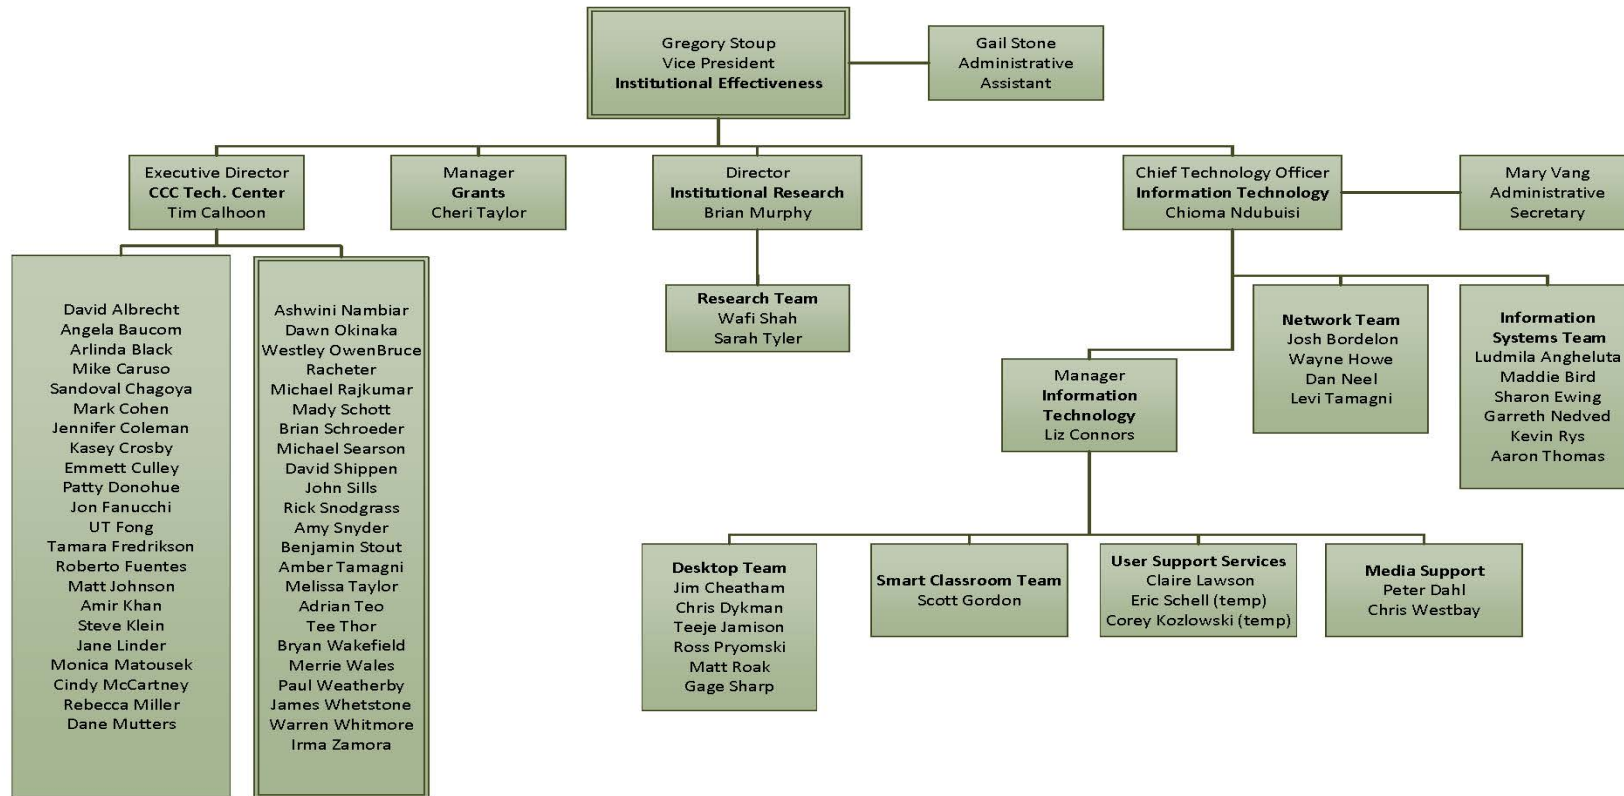 Gregory Stoup
Vice President
Institutional Effectiveness
Gail Stone
Administrative
Assistant
Executive Director
CCC Tech. Center
Tim Calhoon
Manager
Grants
Cheri Taylor
Director
Institutional Research
Brian Murphy
Chief Technology Officer
Information Technology
Chioma Ndubuisi
Mary Vang
Administrative
Secretary
David Albrecht
Angela Baucom
Arlinda Black
Mike Caruso
Sandoval Chagoya
Mark Cohen
Jennifer Coleman
Kasey Crosby
Emmett Culley
Patty Donohue
Jon Fanucchi
UT Fong
Tamara Fredrikson
Roberto Fuentes
Matt Johnson
Amir Khan
Steve Klein
Jane Linder
Monica Matousek
Cindy McCartney
Rebecca Miller
Dane Mutters
Ashwini Nambiar
Dawn Okinaka
Westley OwenBruce
Racheter
Michael Rajkumar
Mady Schott
Brian Schroeder
Michael Searson
David Shippen
John Sills
Rick Snodgrass
Amy Snyder
Benjamin Stout
Amber Tamagni
Melissa Taylor
Adrian Teo
Tee Thor
Bryan Wakefield
Merrie Wales
Paul Weatherby
James Whetstone
Warren Whitmore
Irma Zamora
Research Team
Wafi Shah
Sarah Tyler
Manager
Information
Technology
Liz Connors
Network Team
Josh Bordelon
Wayne Howe
Dan Neel
Levi Tamagni
Information
Systems Team
Ludmila Angheluta
Maddie Bird
Sharon Ewing
Garreth Nedved
Kevin Rys
Aaron Thomas
Desktop Team
Jim Cheatham
Chris Dykman
Teeje Jamison
Ross Pryomski
Matt Roak
Gage Sharp
Smart Classroom Team
Scott Gordon
User Support Services
Claire Lawson
Eric Schell (temp)
Corey Kozlowski (temp)
Media Support
Peter Dahl
Chris Westbay